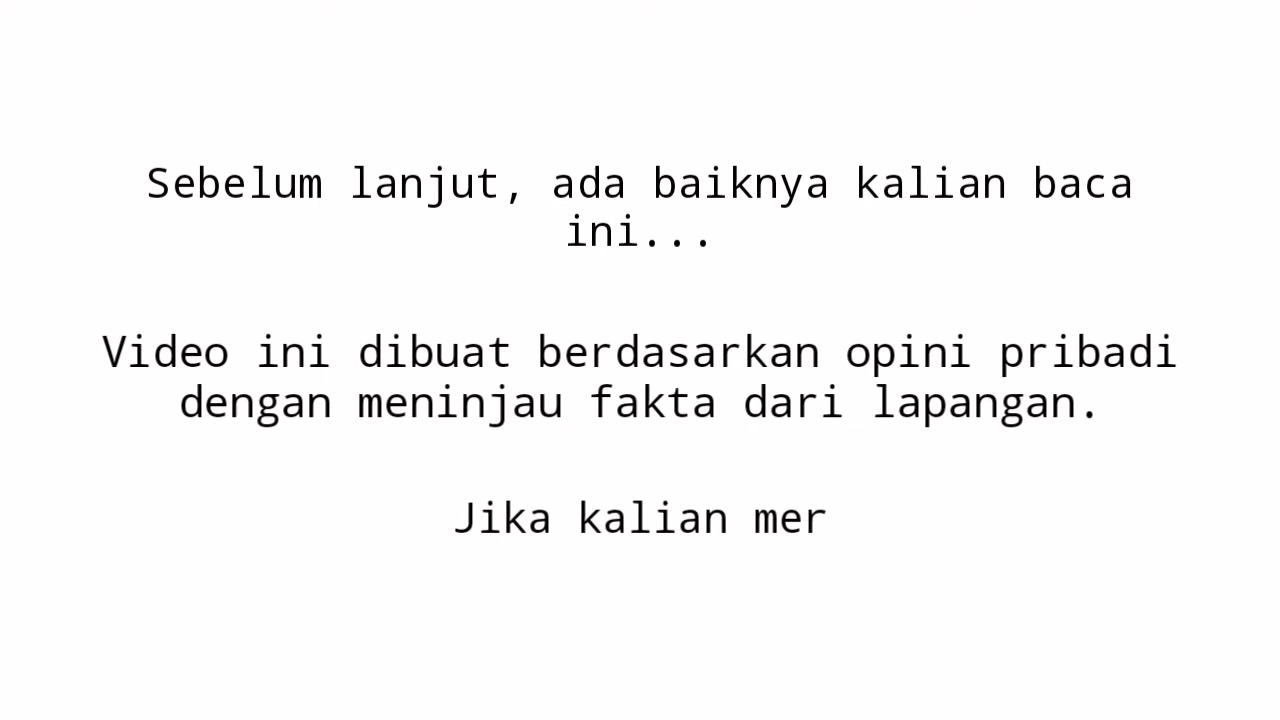 Sebelum lanjut, ada baiknya kalian baca
ini...
Video ini dibuat berdasarkan opini pribadi
dengan meninjau fakta dari lapangan.
Jika kalian mer